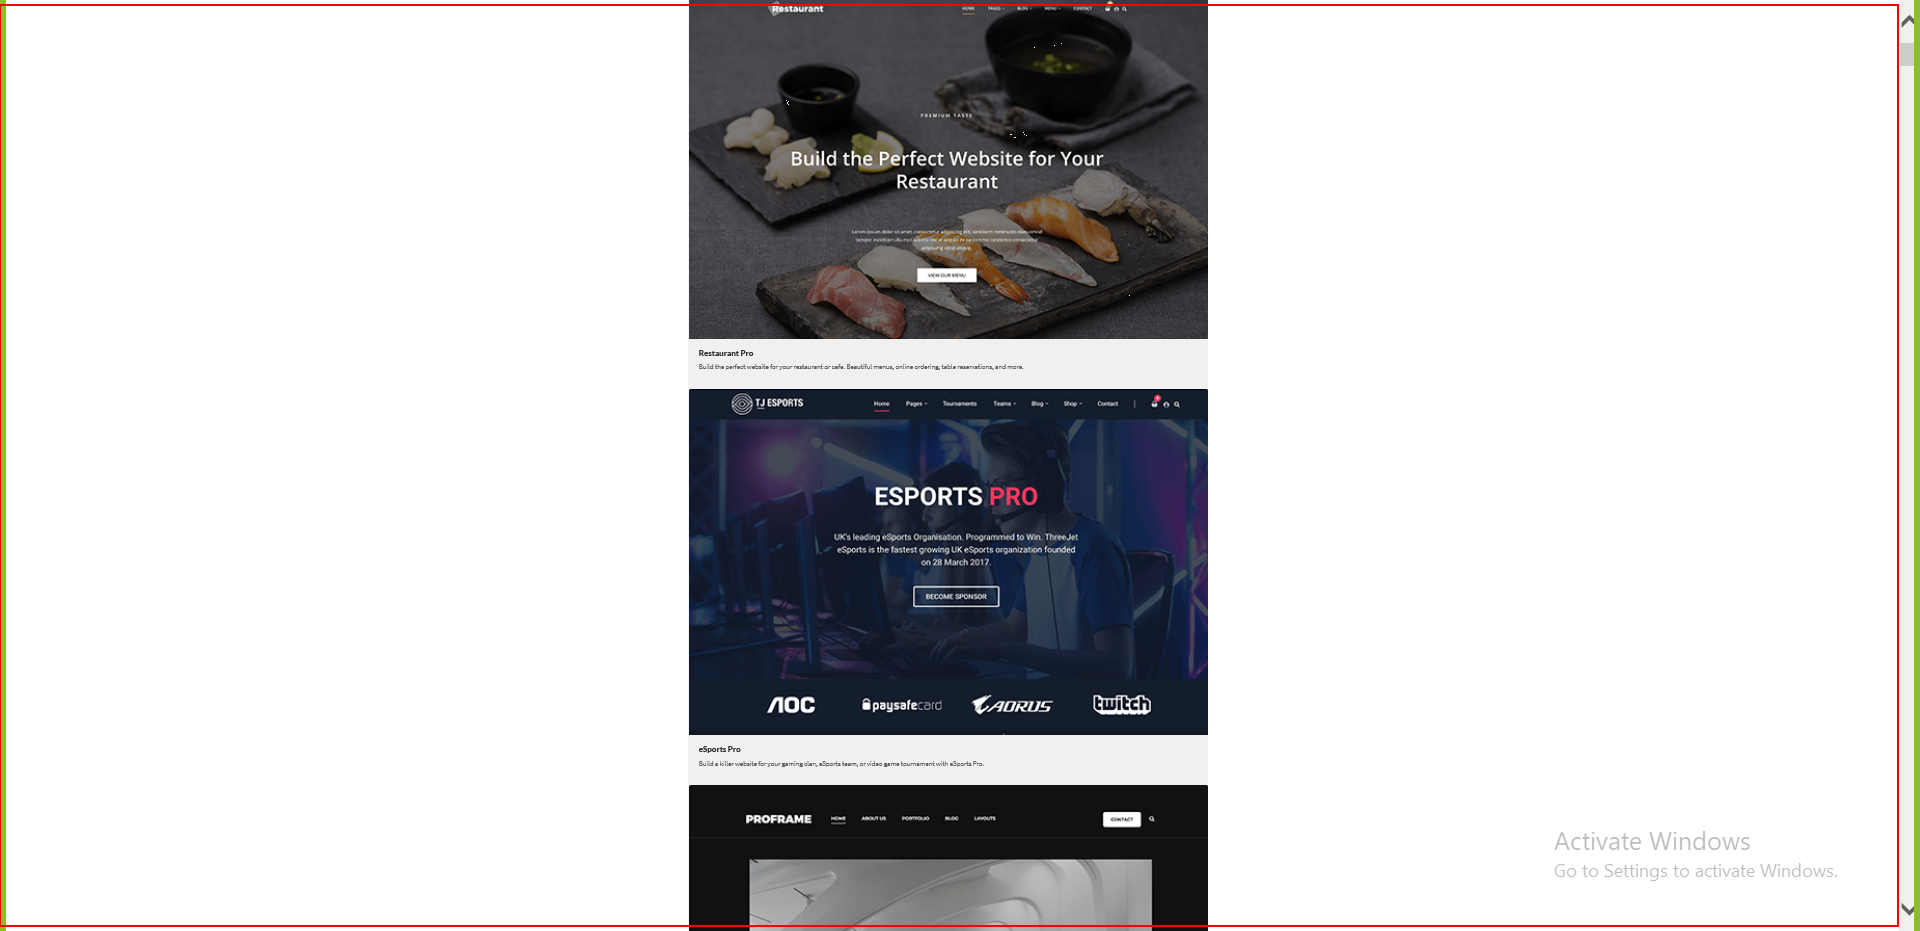 Restaurant
HOME PAGES BLOG MENU CONTACT
PREMIUM TASTE
Build the Perfect Website for Your
Restaurant
VIEW OUR MENU
Restaurant Pro
Build the perfect website for your restaurant or cafe. Beautiful menus, online ordering, table reservations, and more.
TJ ESPORTS Home Pages Tournaments Teams Blog Shop Contact
ESPORTS PRO
UK's leading eSports Organisation. Programmed to Win. ThreeJet
eSports is the fastest growing UK eSports organization founded
on 28 March 2017.
BECOME SPONSOR
AOC paysafecard AORUS twitch
eSports Pro
Build a killer website for your gaming clan, eSports team, or video game tournament with eSports Pro.
PROFRAME HOME ABOUT US PORTFOLIO BLOG LAYOUTS CONTACT
Activate Windows
Go to Settings to activate Windows.